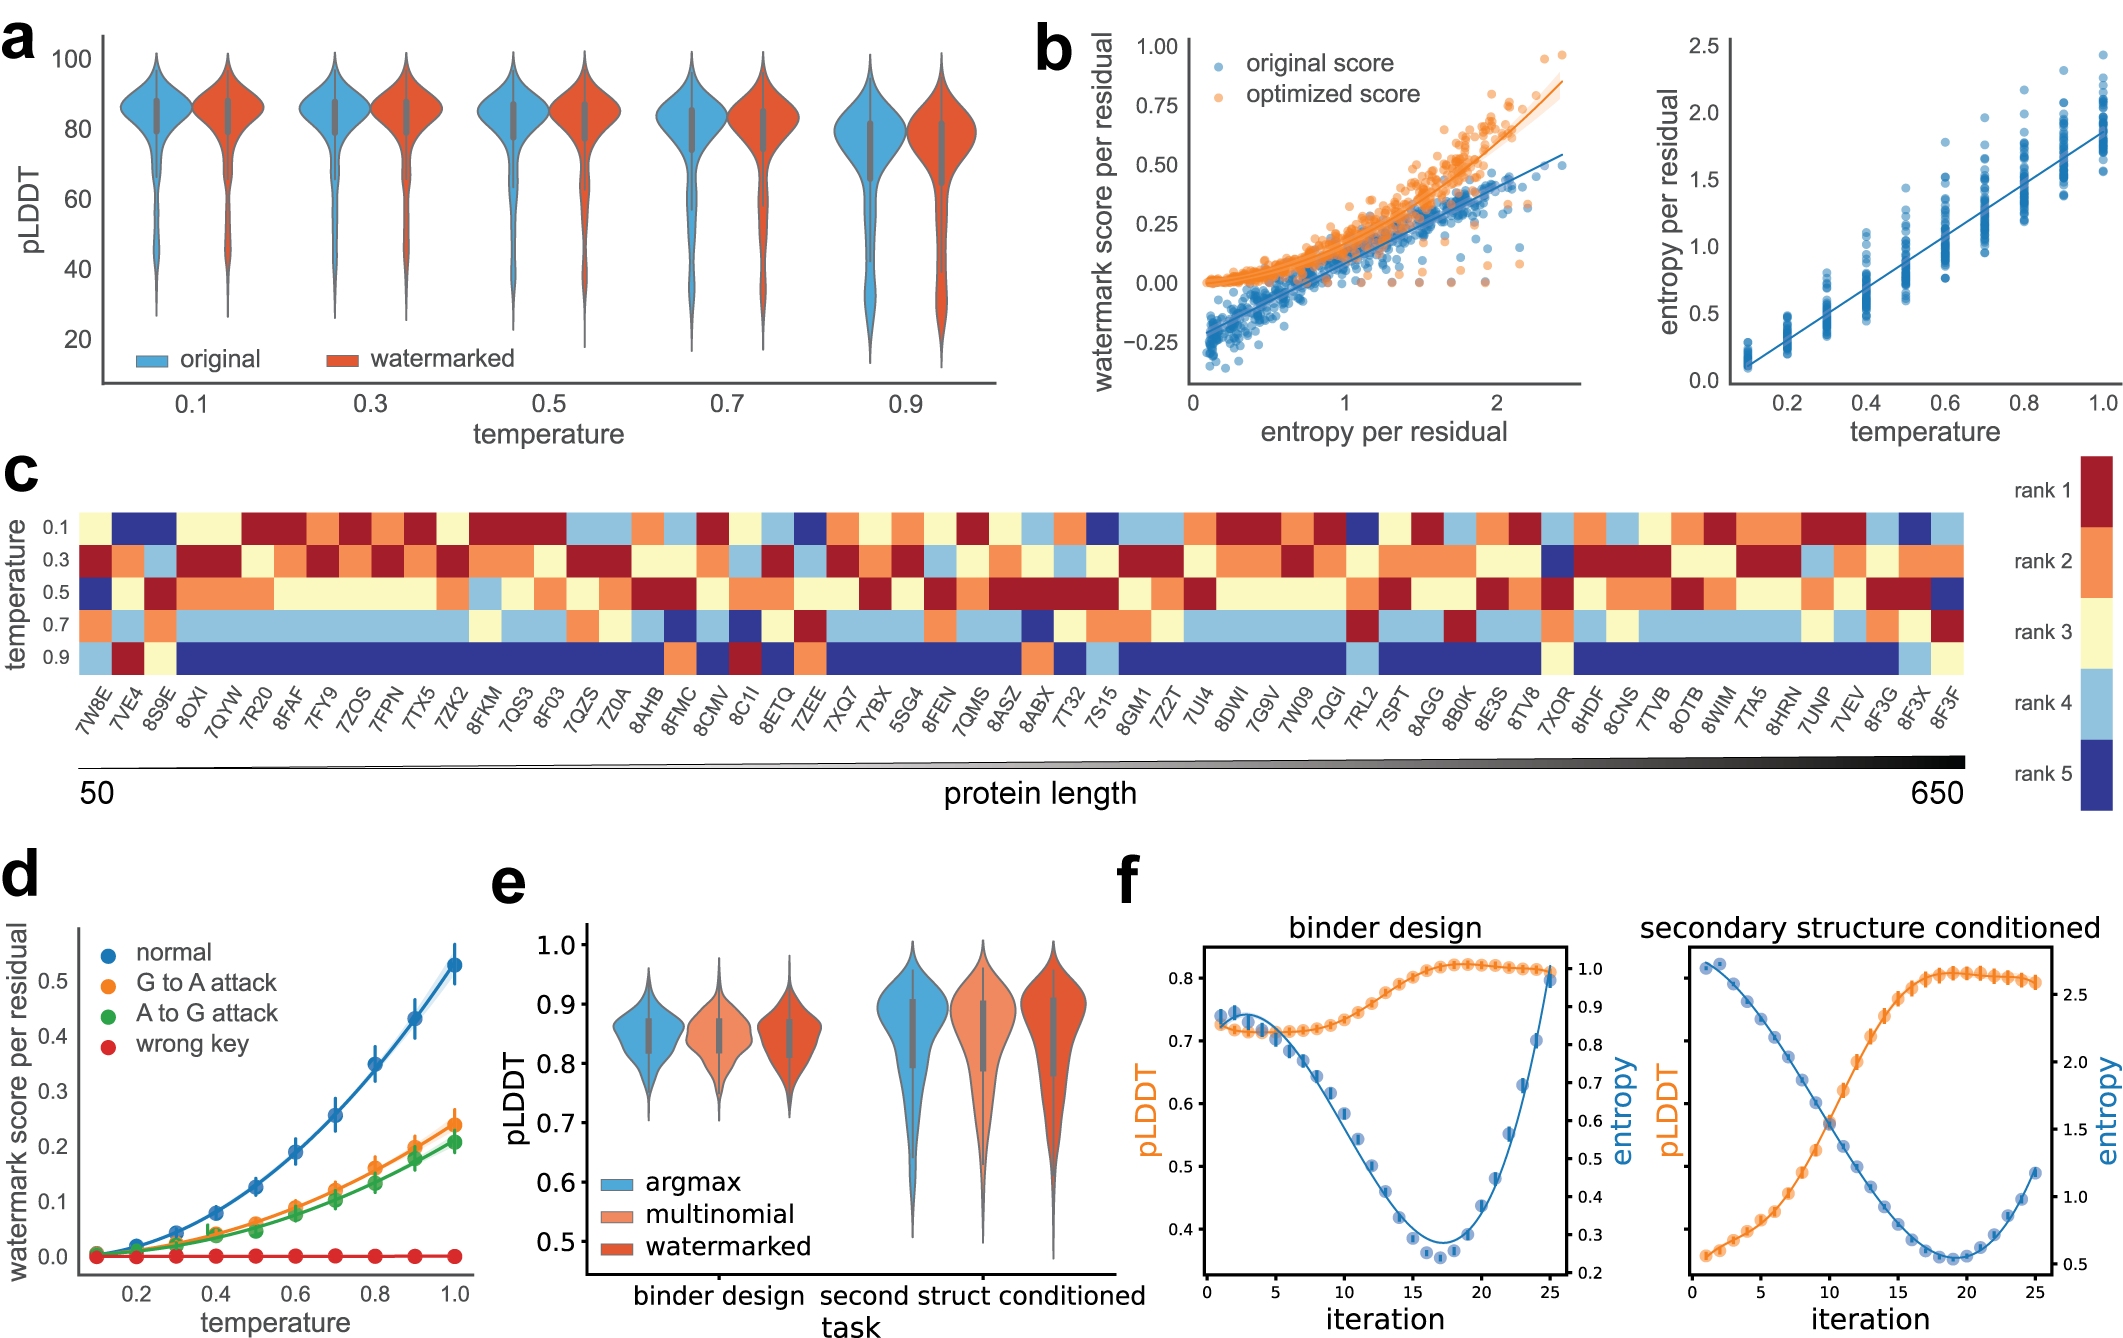 a
100
80
60
40
20
pLDDT
original
watermarked
0.1
0.3
0.5
0.7
0.9
temperature
b
1.00
0.75
0.50
0.25
0.00
−0.25
watermark score per residual
original score
optimized score
0
1
2
entropy per residual
2.5
2.0
1.5
1.0
0.5
0.0
entropy per residual
0.2
0.4
0.6
0.8
1.0
temperature
c
temperature
0.1
0.3
0.5
0.7
0.9
7W8E
7VE4
8S9E
8OXI
7QYW
7R20
8FAF
7FY9
7ZOS
7FPN
7TX5
7ZK2
8FKM
7QS3
8F03
7QZS
7Z0A
8AHB
8FMC
8CMV
8C1I
8ETQ
7ZEE
7XQ7
7YBX
5SG4
8FEN
7QMS
8ASZ
8ABX
7T32
7S15
8GM1
7Z2T
7UI4
8DWI
7G9V
7W09
7QGI
7RL2
7SPT
8AGG
8B0K
8E3S
8TV8
7XOR
8HDF
8CNS
7TVB
8OTB
8WIM
7TA5
8HRN
7UNP
7VEV
8F3G
8F3X
8F3F
50
protein length
650
rank 1
rank 2
rank 3
rank 4
rank 5
d
watermark score per residual
0.5
0.4
0.3
0.2
0.1
0.0
normal
G to A attack
A to G attack
wrong key
0.2
0.4
0.6
0.8
1.0
temperature
e
pLDDT
1.0
0.9
0.8
0.7
0.6
0.5
argmax
multinomial
watermarked
binder design
second struct conditioned
task
f
binder design
pLDDT
0.8
0.7
0.6
0.5
0.4
1.0
0.9
0.8
0.7
0.6
0.5
0.4
0.3
0.2
entropy
0
5
10
15
20
25
iteration
secondary structure conditioned
pLDDT
2.5
2.0
1.5
1.0
0.5
entropy
0
5
10
15
20
25
iteration